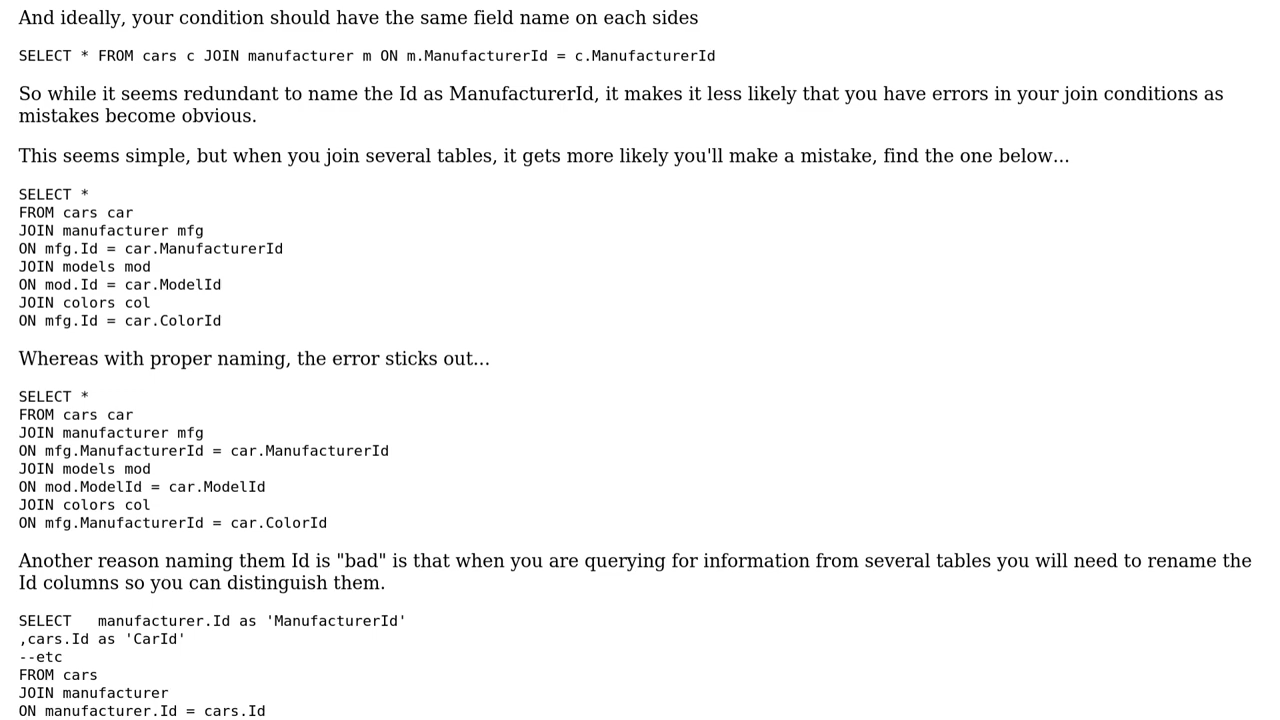 And ideally, your condition should have the same field name on each sides
SELECT * FROM cars c JOIN manufacturer m ON m.ManufacturerId = c.ManufacturerId
So while it seems redundant to name the Id as ManufacturerId, it makes it less likely that you have errors in your join conditions as
mistakes become obvious.
This seems simple, but when you join several tables, it gets more likely you'll make a mistake, find the one below...
SELECT *
FROM cars car
JOIN manufacturer mfg
ON mfg.Id = car.ManufacturerId
JOIN models mod
ON mod.Id = car.ModelId
JOIN colors col
ON mfg.Id = car.ColorId
Whereas with proper naming, the error sticks out...
SELECT *
FROM cars car
JOIN manufacturer mfg
ON mfg.ManufacturerId = car.ManufacturerId
JOIN models mod
ON mod.ModelId = car.ModelId
JOIN colors col
ON mfg.ManufacturerId = car.ColorId
Another reason naming them Id is "bad" is that when you are querying for information from several tables you will need to rename the
Id columns so you can distinguish them.
SELECT   manufacturer.Id as 'ManufacturerId'
,cars.Id as 'CarId'
--etc
FROM cars
JOIN manufacturer
ON manufacturer.Id = cars.Id